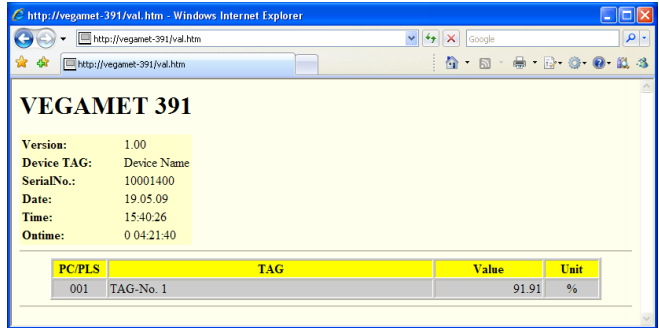 http://vegamet-391/val.htm - Windows Internet Explorer
http://vegamet-391/val.htm
Google
http://vegamet-391/val.htm
VEGAMET 391
Version: 1.00
Device TAG: Device Name
SerialNo.: 10001400
Date: 19.05.09
Time: 15:40:26
Ontime: 0 04:21:40
PC/PLS TAG Value Unit
001 TAG-No. 1 91.91 %